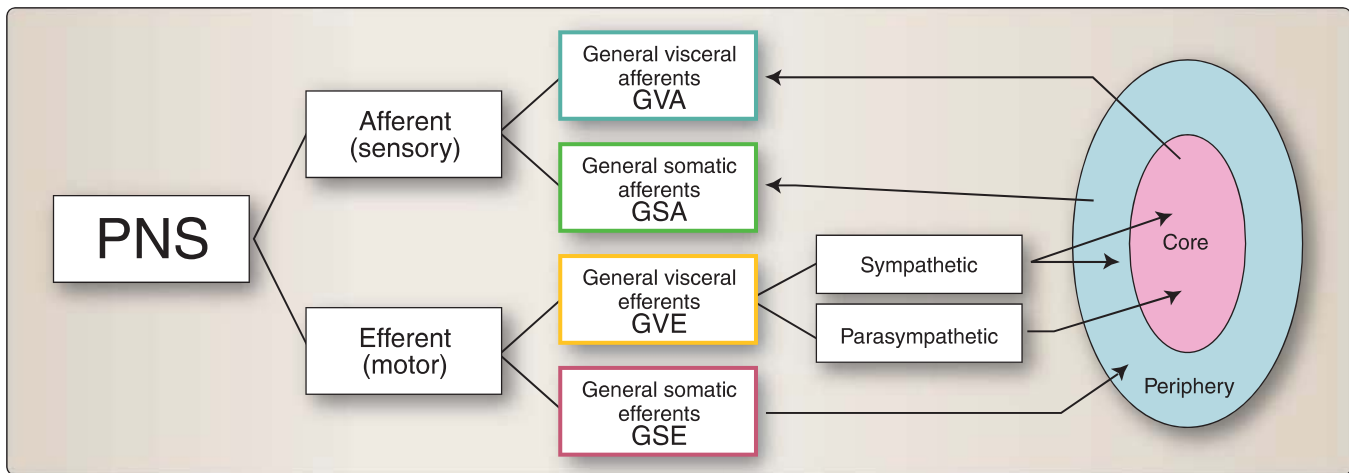 PNS
Afferent
(sensory)
Efferent
(motor)
General visceral
afferents
GVA
General somatic
afferents
GSA
General visceral
efferents
GVE
General somatic
efferents
GSE
Sympathetic
Parasympathetic
Core
Periphery